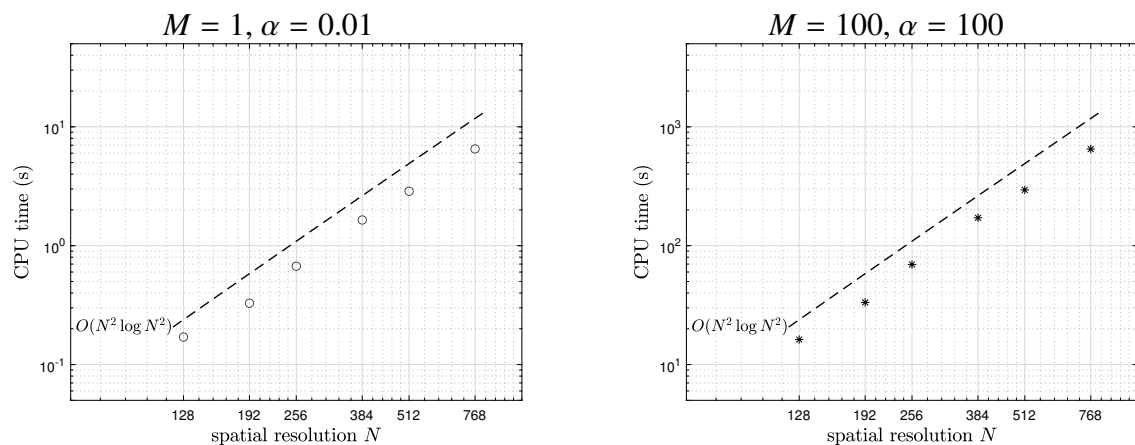 M = 1, α = 0.01
CPU time (s)
10^1
10^0
10^-1
O(N^2 log N^2)
128 192 256 384 512 768
spatial resolution N
M = 100, α = 100
CPU time (s)
10^3
10^2
10^1
O(N^2 log N^2)
128 192 256 384 512 768
spatial resolution N